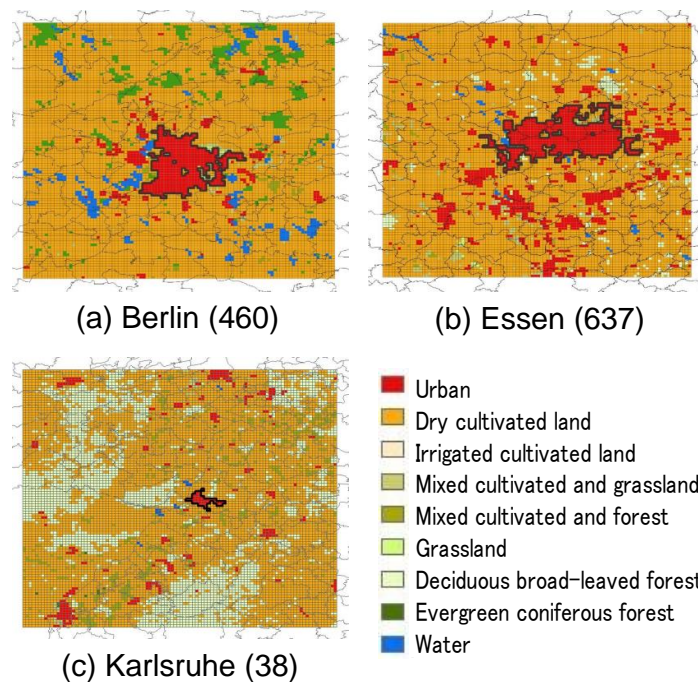 (a) Berlin (460)
(b) Essen (637)
(c) Karlsruhe (38)
Urban
Dry cultivated land
Irrigated cultivated land
Mixed cultivated and grassland
Mixed cultivated and forest
Grassland
Deciduous broad-leaved forest
Evergreen coniferous forest
Water